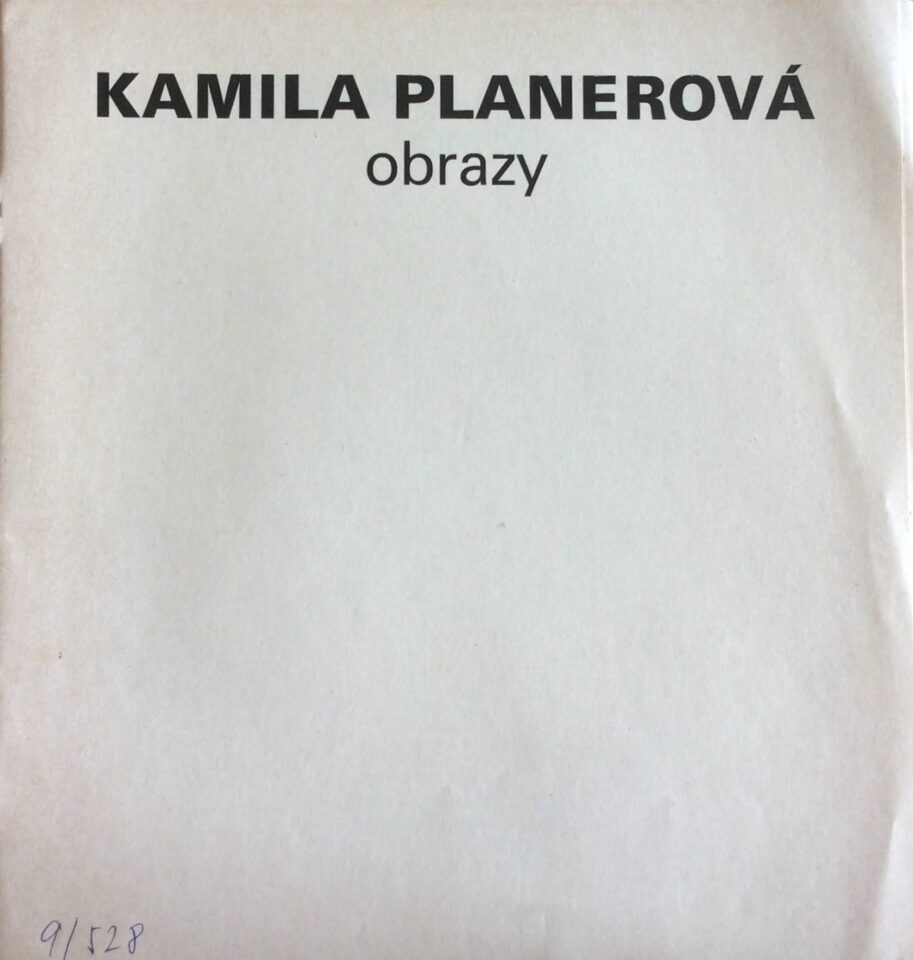 KAMILA PLANEROVÁ
obrazy
9/528